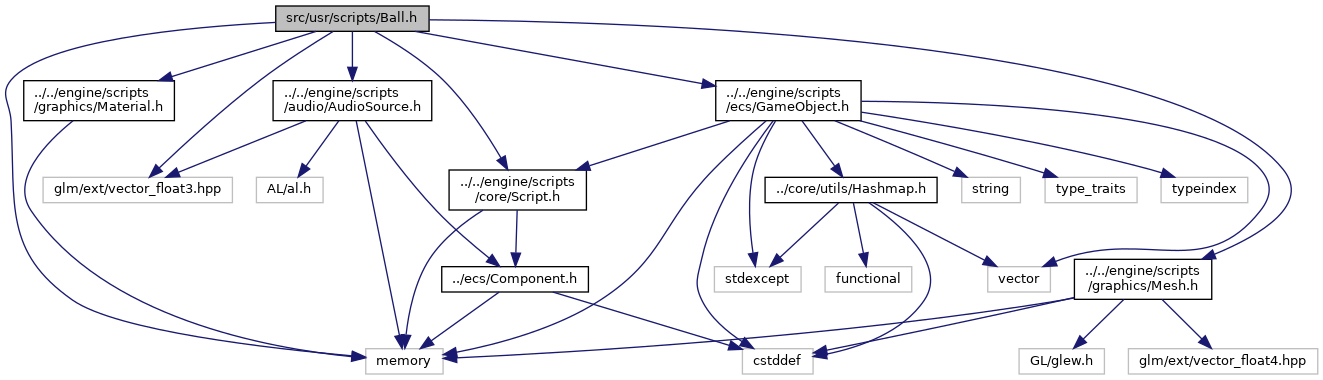 src/usr/scripts/Ball.h
../../engine/scripts
/graphics/Material.h
../../engine/scripts
/audio/AudioSource.h
../../engine/scripts
/ecs/GameObject.h
../../engine/scripts
/core/Script.h
glm/ext/vector_float3.hpp
AL/al.h
../core/utils/Hashmap.h
string
type_traits
typeindex
../ecs/Component.h
stdexcept
functional
vector
../../engine/scripts
/graphics/Mesh.h
memory
cstddef
GL/glew.h
glm/ext/vector_float4.hpp